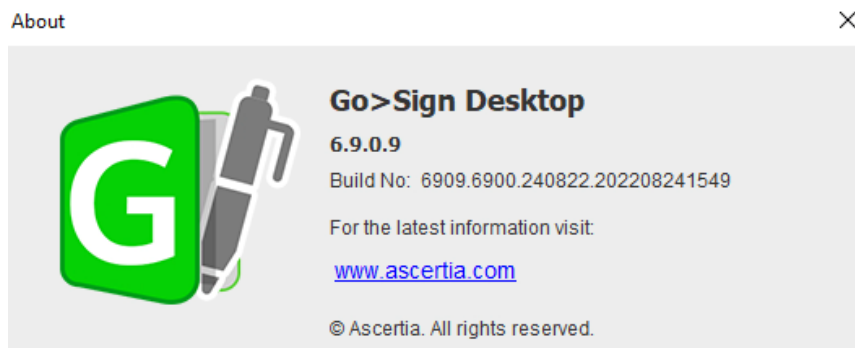 About
G
Go>Sign Desktop
6.9.0.9
Build No: 6909.6900.240822.202208241549
For the latest information visit:
www.ascertia.com
© Ascertia. All rights reserved.